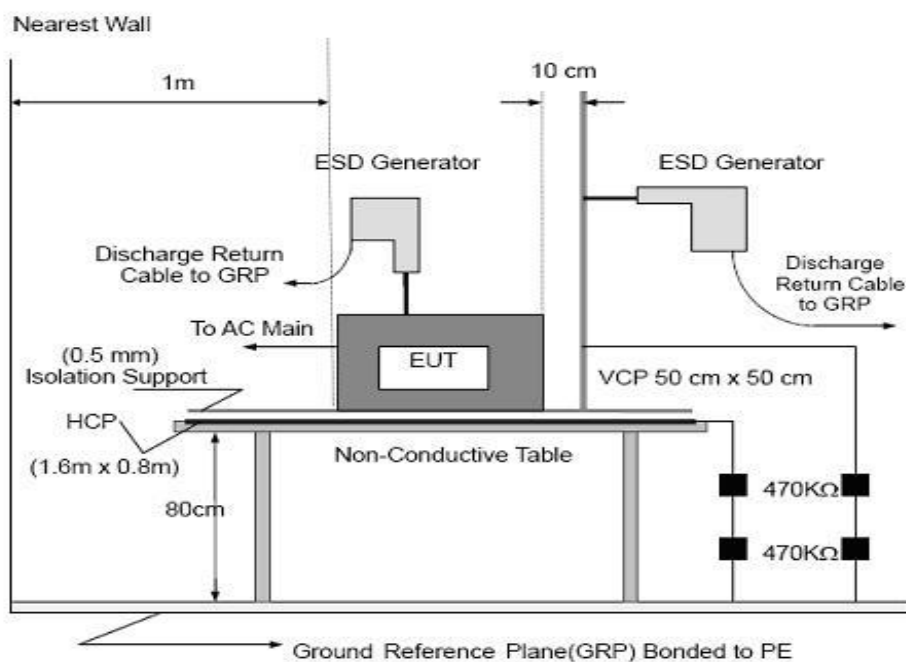 Nearest Wall
1m
10 cm
ESD Generator
ESD Generator
Discharge Return
Cable to GRP
Discharge
Return Cable
to GRP
To AC Main
(0.5 mm)
Isolation Support
EUT
VCP 50 cm x 50 cm
HCP
(1.6m x 0.8m)
Non-Conductive Table
80cm
470KΩ
470KΩ
Ground Reference Plane(GRP) Bonded to PE